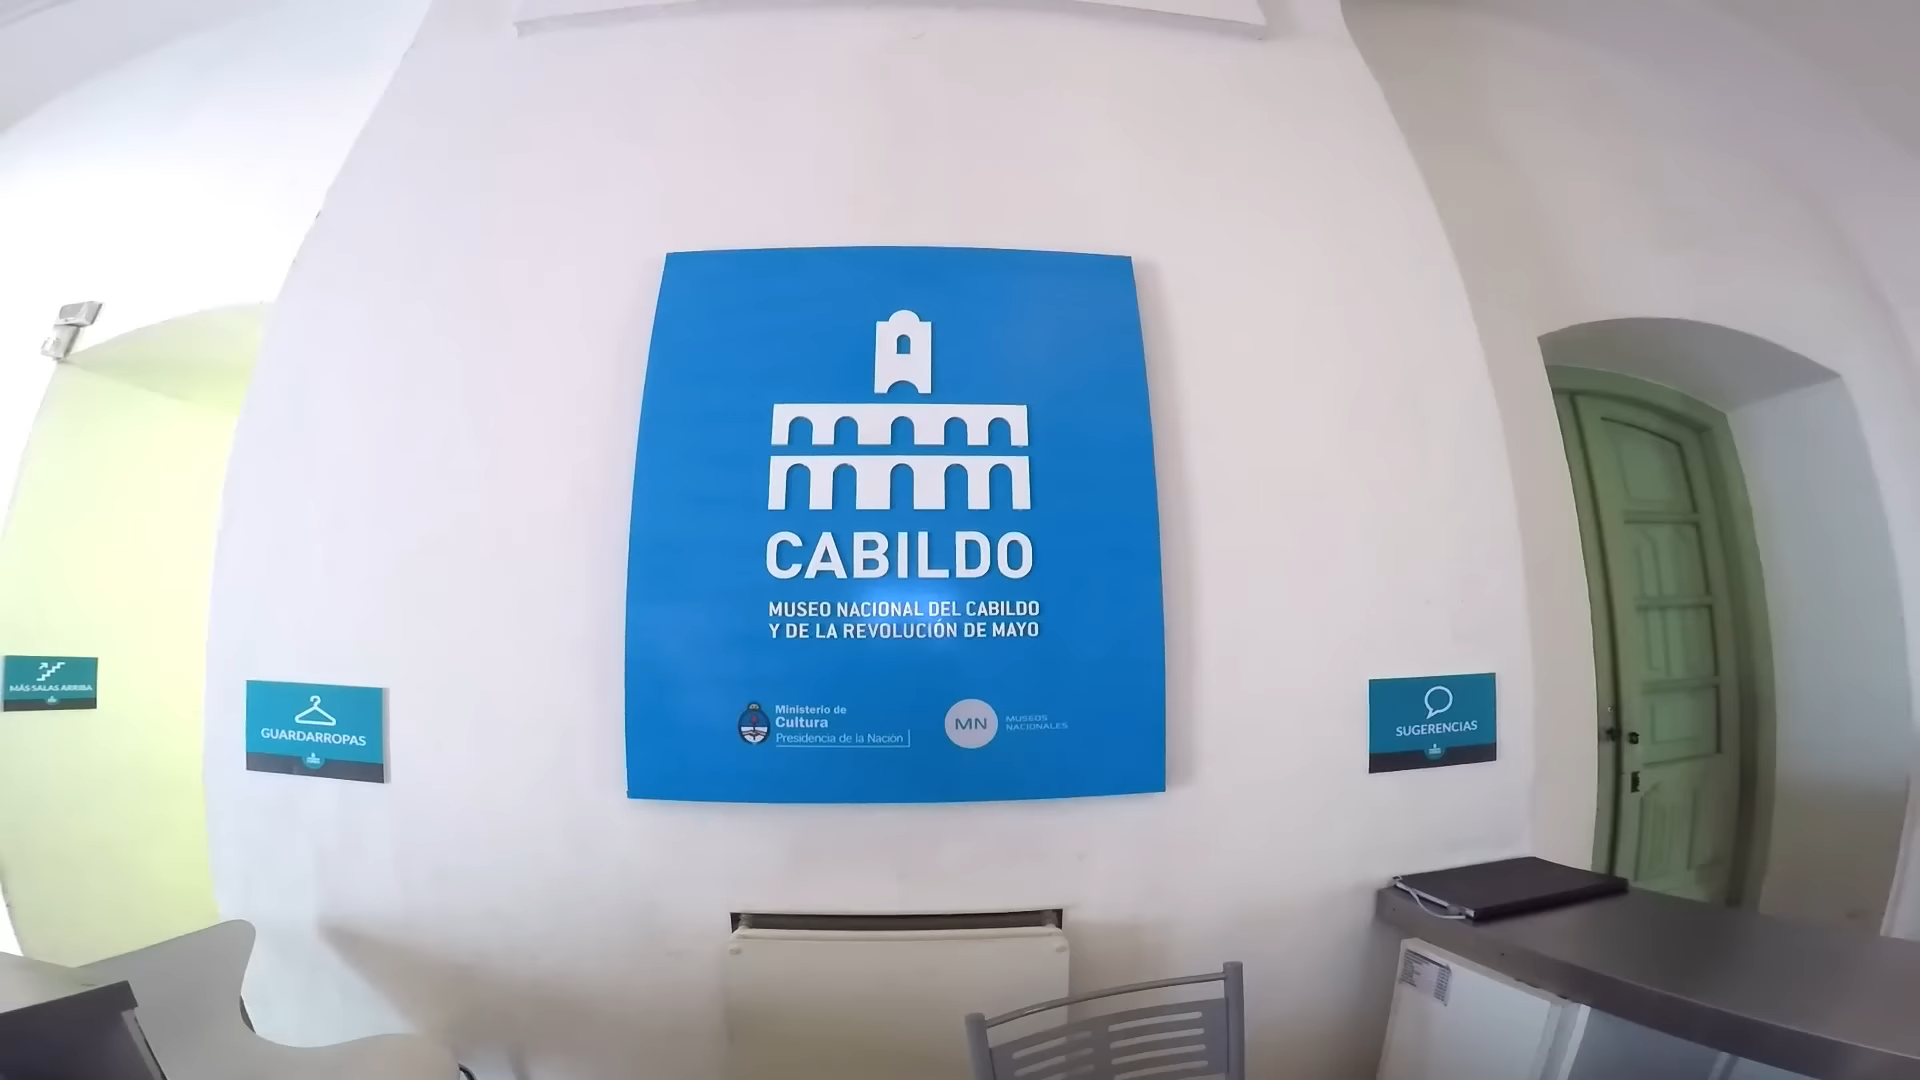 CABILDO
MUSEO NACIONAL DEL CABILDO
Y DE LA REVOLUCIÓN DE MAYO
Ministerio de
Cultura
Presidencia de la Nación
MN
MUSEOS
NACIONALES
MÁS SALAS ARRIBA
GUARDARROPAS
SUGERENCIAS